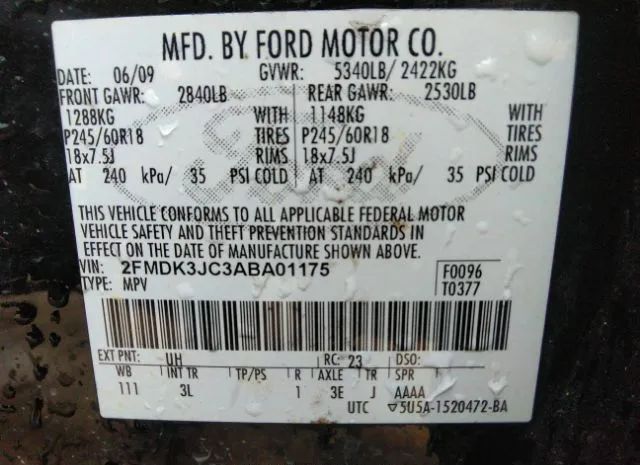 MFD. BY FORD MOTOR CO.
DATE: 06/09 GVWR: 5340LB/ 2422KG
FRONT GAWR: 2840LB REAR GAWR: 2530LB
1288KG WITH 1148KG WITH
P245/60R18 TIRES P245/60R18 TIRES
18x7.5J RIMS 18x7.5J RIMS
AT 240 kPa/ 35 PSI COLD AT 240 kPa/ 35 PSI COLD
THIS VEHICLE CONFORMS TO ALL APPLICABLE FEDERAL MOTOR
VEHICLE SAFETY AND THEFT PREVENTION STANDARDS IN
EFFECT ON THE DATE OF MANUFACTURE SHOWN ABOVE.
VIN: 2FMDK3JC3ABA01175 F0096
TYPE: MPV T0377
EXT PNT: UH RC: 23 DSO:
WB INT TR TP/PS R AXLE TR SPR
111 3L 1 3E J AAAA
UTC ▽5U5A-1520472-BA